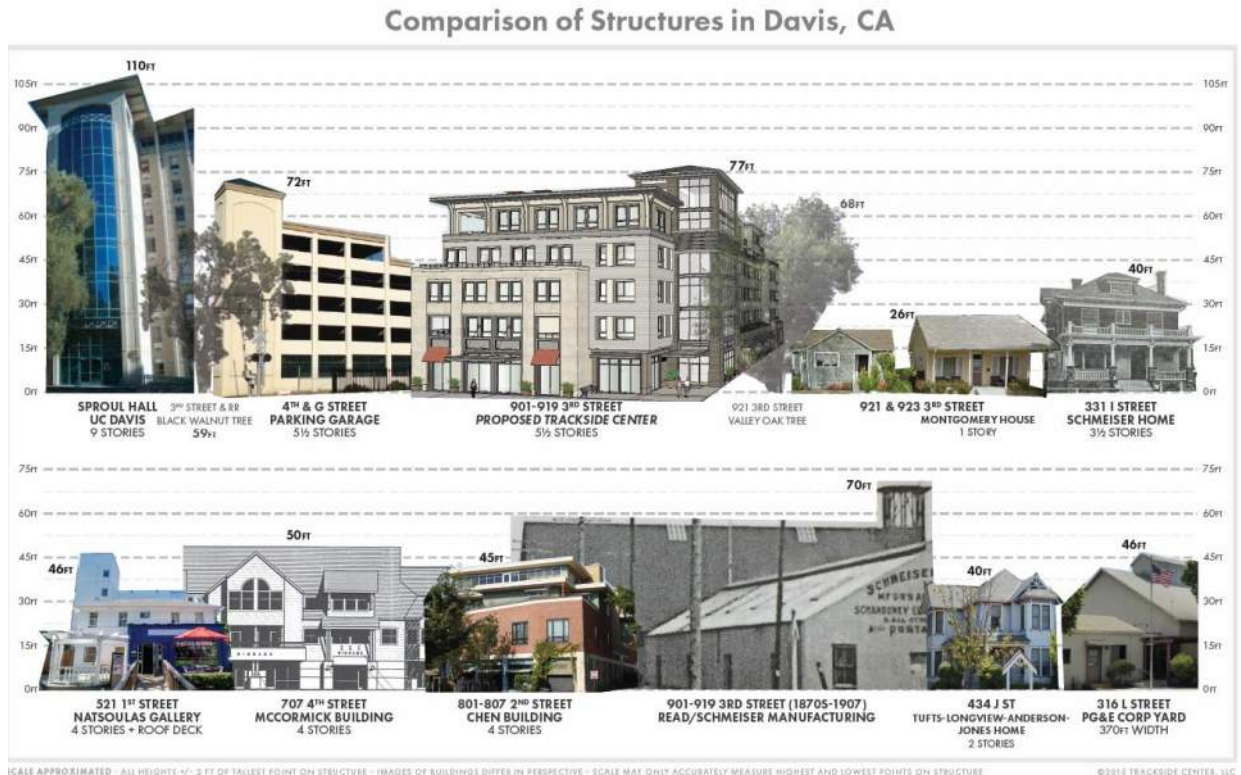 Comparison of Structures in Davis, CA
110FT
105FT
105FT
90FT
90FT
75FT
75FT
77FT
72FT
68FT
60FT
60FT
45FT
45FT
40FT
30FT
30FT
26FT
15FT
15FT
0FT
0FT
SPROUL HALL
UC DAVIS
9 STORIES
3RD STREET & RR
BLACK WALNUT TREE
59FT
4TH & G STREET
PARKING GARAGE
5½ STORIES
901-919 3RD STREET
PROPOSED TRACKSIDE CENTER
5½ STORIES
921 3RD STREET
VALLEY OAK TREE
921 & 923 3RD STREET
MONTGOMERY HOUSE
1 STORY
331 I STREET
SCHMEISER HOME
3½ STORIES
75FT
75FT
70FT
60FT
60FT
50FT
46FT
45FT
45FT
46FT
45FT
40FT
30FT
30FT
15FT
15FT
0FT
0FT
SCHMEISER
521 1ST STREET
NATSOULAS GALLERY
4 STORIES + ROOF DECK
707 4TH STREET
MCCORMICK BUILDING
4 STORIES
801-807 2ND STREET
CHEN BUILDING
4 STORIES
901-919 3RD STREET (1870S-1907)
READ/SCHMEISER MANUFACTURING
434 J ST
TUFTS-LONGVIEW-ANDERSON-
JONES HOME
2 STORIES
316 L STREET
PG&E CORP YARD
370FT WIDTH
SCALE APPROXIMATED - ALL HEIGHTS +/- 2 FT OF TALLEST POINT ON STRUCTURE - IMAGES OF BUILDINGS DIFFER IN PERSPECTIVE - SCALE MAY ONLY ACCURATELY MEASURE HIGHEST AND LOWEST POINTS ON STRUCTURE
©2015 TRACKSIDE CENTER, LLC